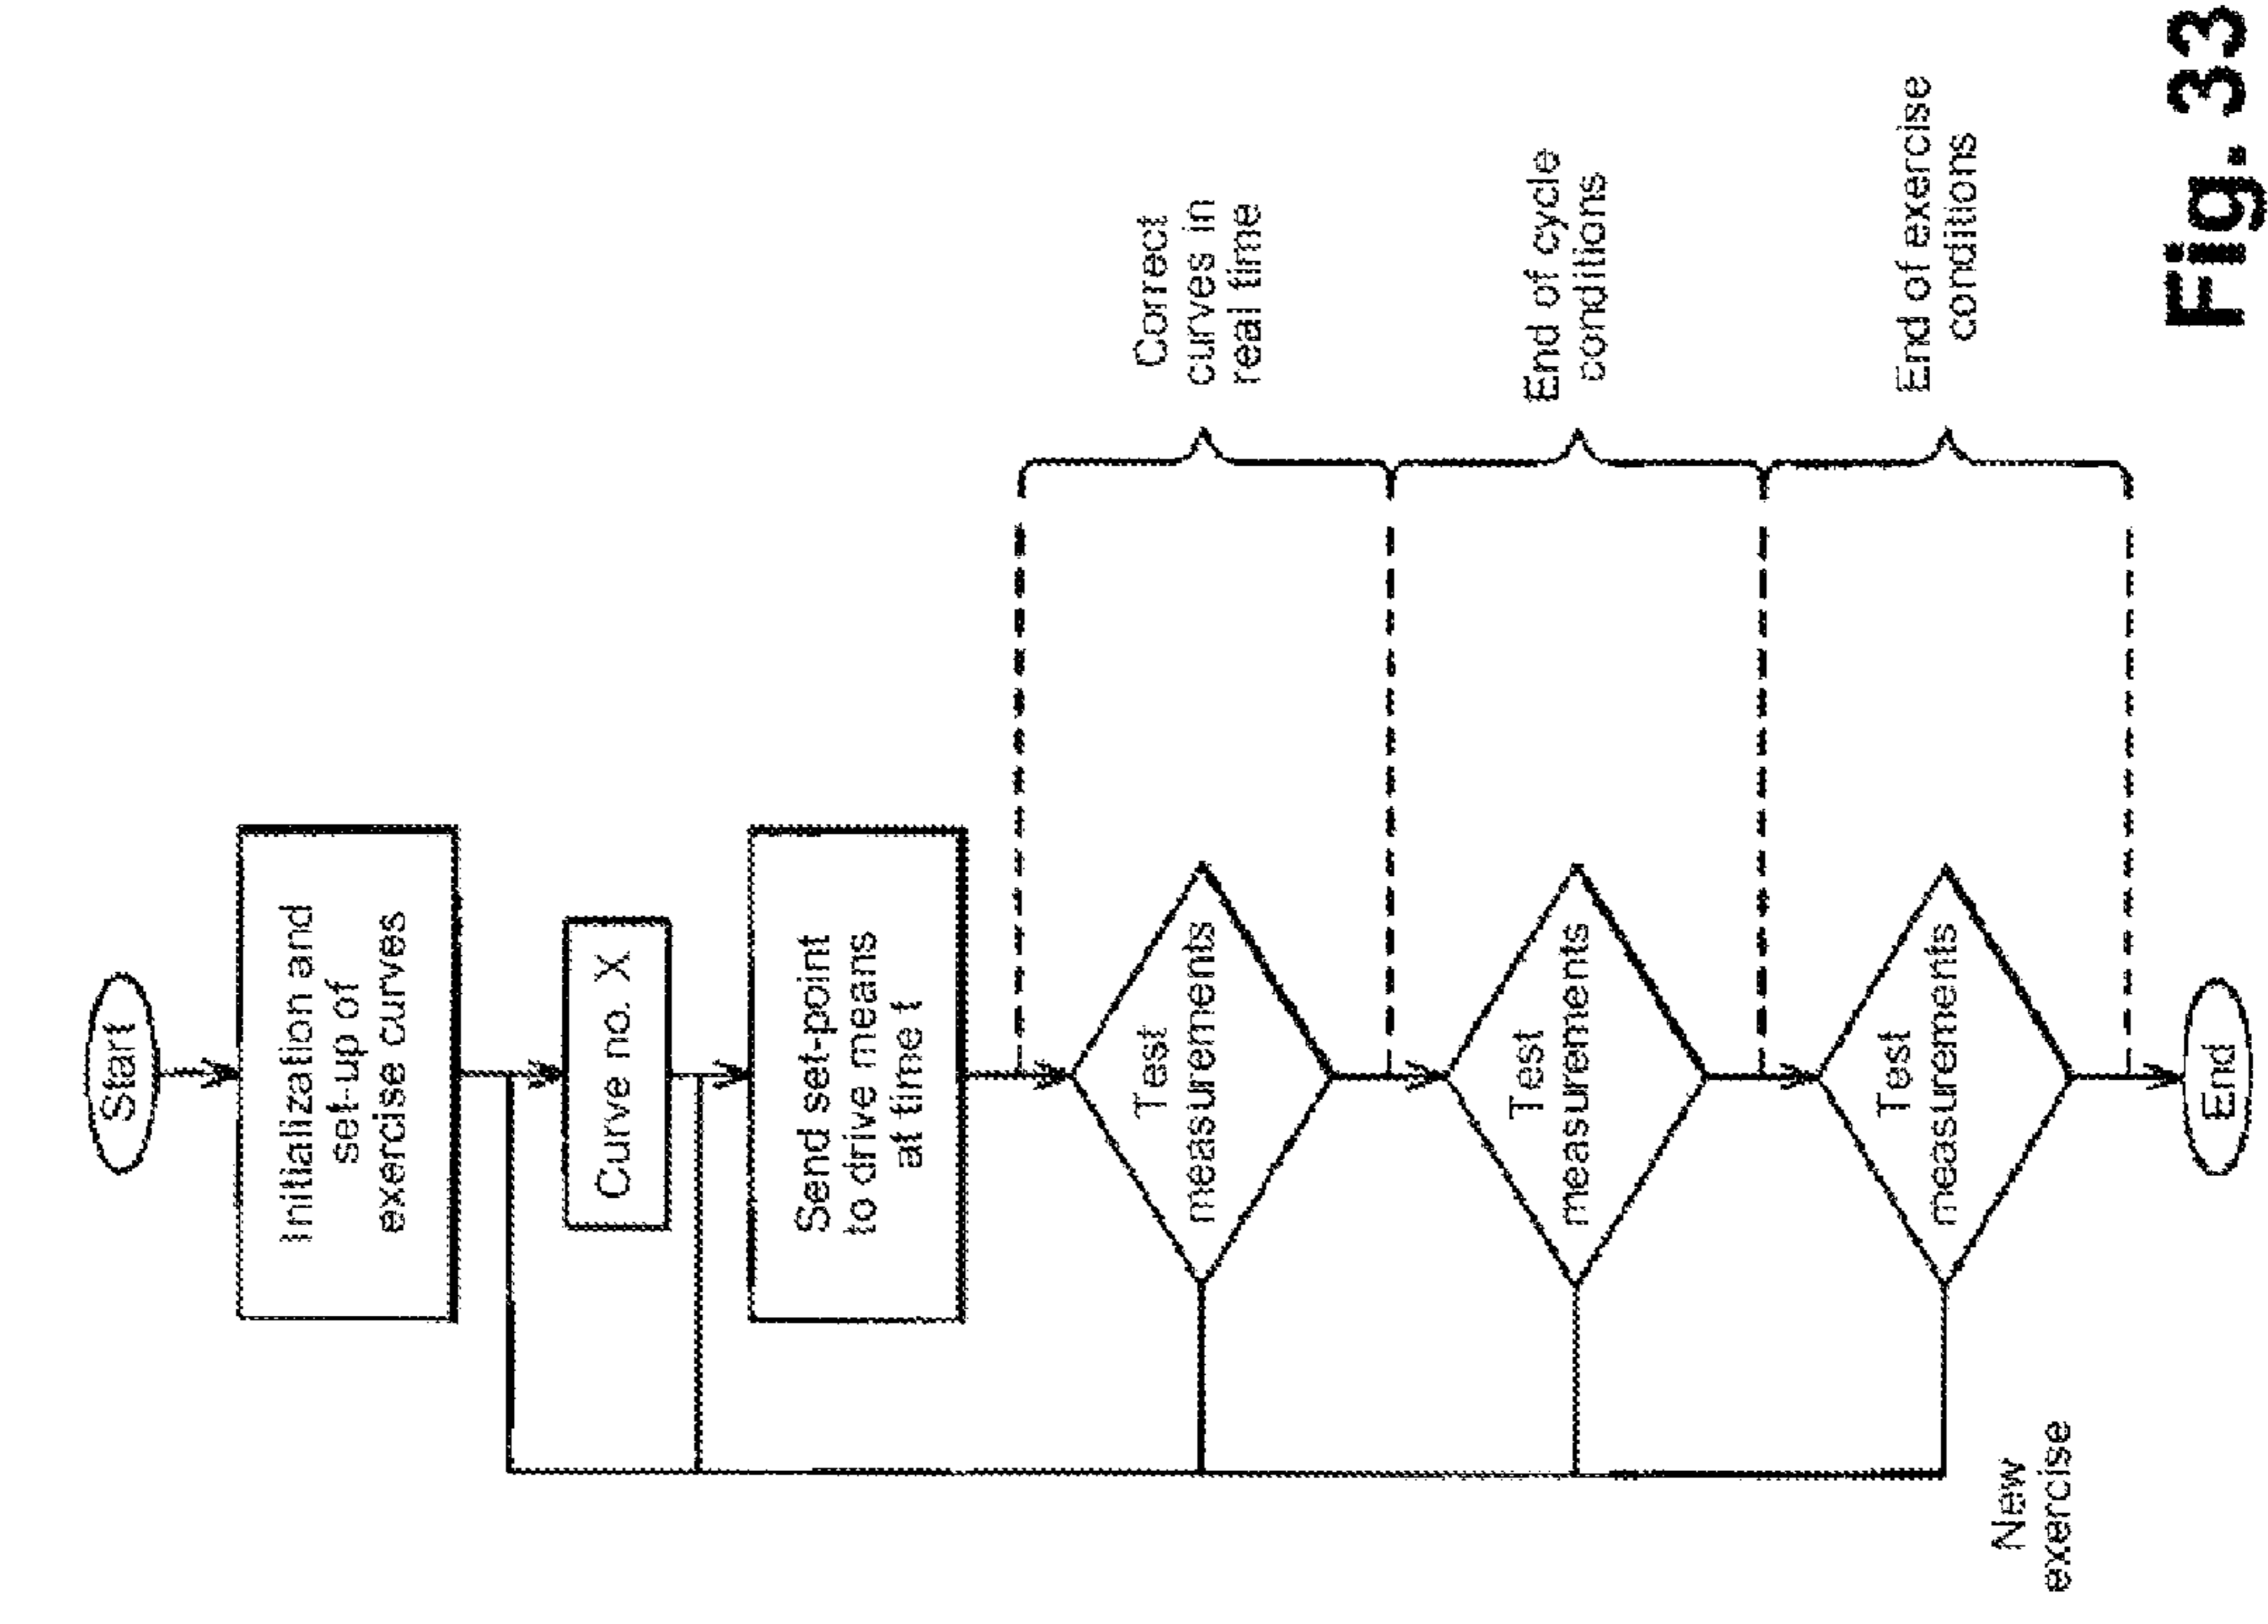 Start
Initialization and
set-up of
exercise curves
Curve no. X
Send set-point
to drive means
at time t
Test
measurements
Correct
curves in
real time
Test
measurements
End of cycle
conditions
Test
measurements
End of exercise
conditions
New
exercise
End
Fig. 33